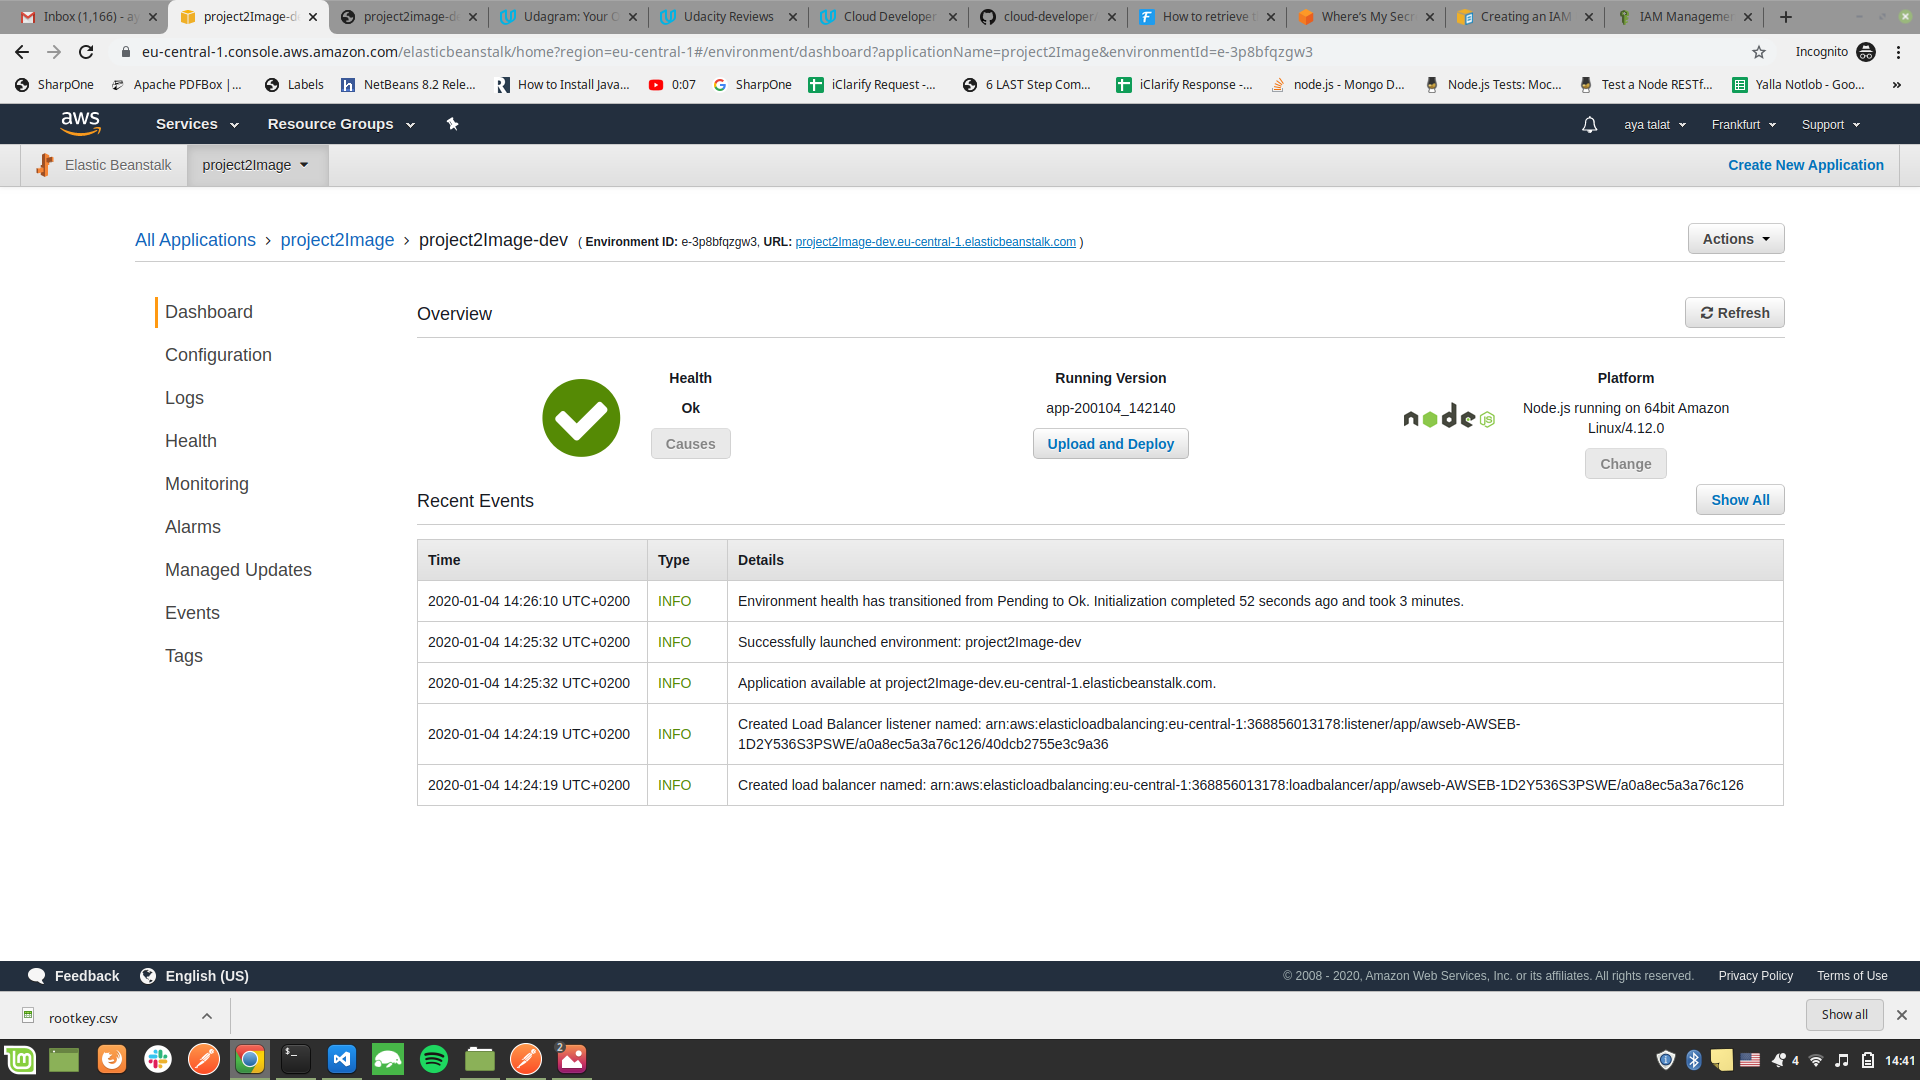 Inbox (1,166) - ay
project2Image-de
project2image-de
Udagram: Your O
Udacity Reviews
Cloud Developer
cloud-developer/
How to retrieve t
Where's My Secr
Creating an IAM
IAM Managemen
eu-central-1.console.aws.amazon.com/elasticbeanstalk/home?region=eu-central-1#/environment/dashboard?applicationName=project2Image&environmentId=e-3p8bfqzgw3
Incognito
SharpOne
Apache PDFBox |...
Labels
NetBeans 8.2 Rele...
How to Install Java...
0:07
SharpOne
iClarify Request -...
6 LAST Step Com...
iClarify Response -...
node.js - Mongo D...
Node.js Tests: Moc...
Test a Node RESTf...
Yalla Notlob - Goo...
»
aws
Services
Resource Groups
aya talat
Frankfurt
Support
Elastic Beanstalk
project2Image
Create New Application
All Applications > project2Image > project2Image-dev ( Environment ID: e-3p8bfqzgw3, URL: project2Image-dev.eu-central-1.elasticbeanstalk.com )
Actions
Dashboard
Configuration
Logs
Health
Monitoring
Alarms
Managed Updates
Events
Tags
Overview
Refresh
Health
Ok
Causes
Running Version
app-200104_142140
Upload and Deploy
node JS
Platform
Node.js running on 64bit Amazon
Linux/4.12.0
Change
Recent Events
Show All
Time Type Details
2020-01-04 14:26:10 UTC+0200 INFO Environment health has transitioned from Pending to Ok. Initialization completed 52 seconds ago and took 3 minutes.
2020-01-04 14:25:32 UTC+0200 INFO Successfully launched environment: project2Image-dev
2020-01-04 14:25:32 UTC+0200 INFO Application available at project2Image-dev.eu-central-1.elasticbeanstalk.com.
2020-01-04 14:24:19 UTC+0200 INFO Created Load Balancer listener named: arn:aws:elasticloadbalancing:eu-central-1:368856013178:listener/app/awseb-AWSEB-
1D2Y536S3PSWE/a0a8ec5a3a76c126/40dcb2755e3c9a36
2020-01-04 14:24:19 UTC+0200 INFO Created load balancer named: arn:aws:elasticloadbalancing:eu-central-1:368856013178:loadbalancer/app/awseb-AWSEB-1D2Y536S3PSWE/a0a8ec5a3a76c126
Feedback
English (US)
© 2008 - 2020, Amazon Web Services, Inc. or its affiliates. All rights reserved.
Privacy Policy
Terms of Use
rootkey.csv
Show all
2
4
14:41